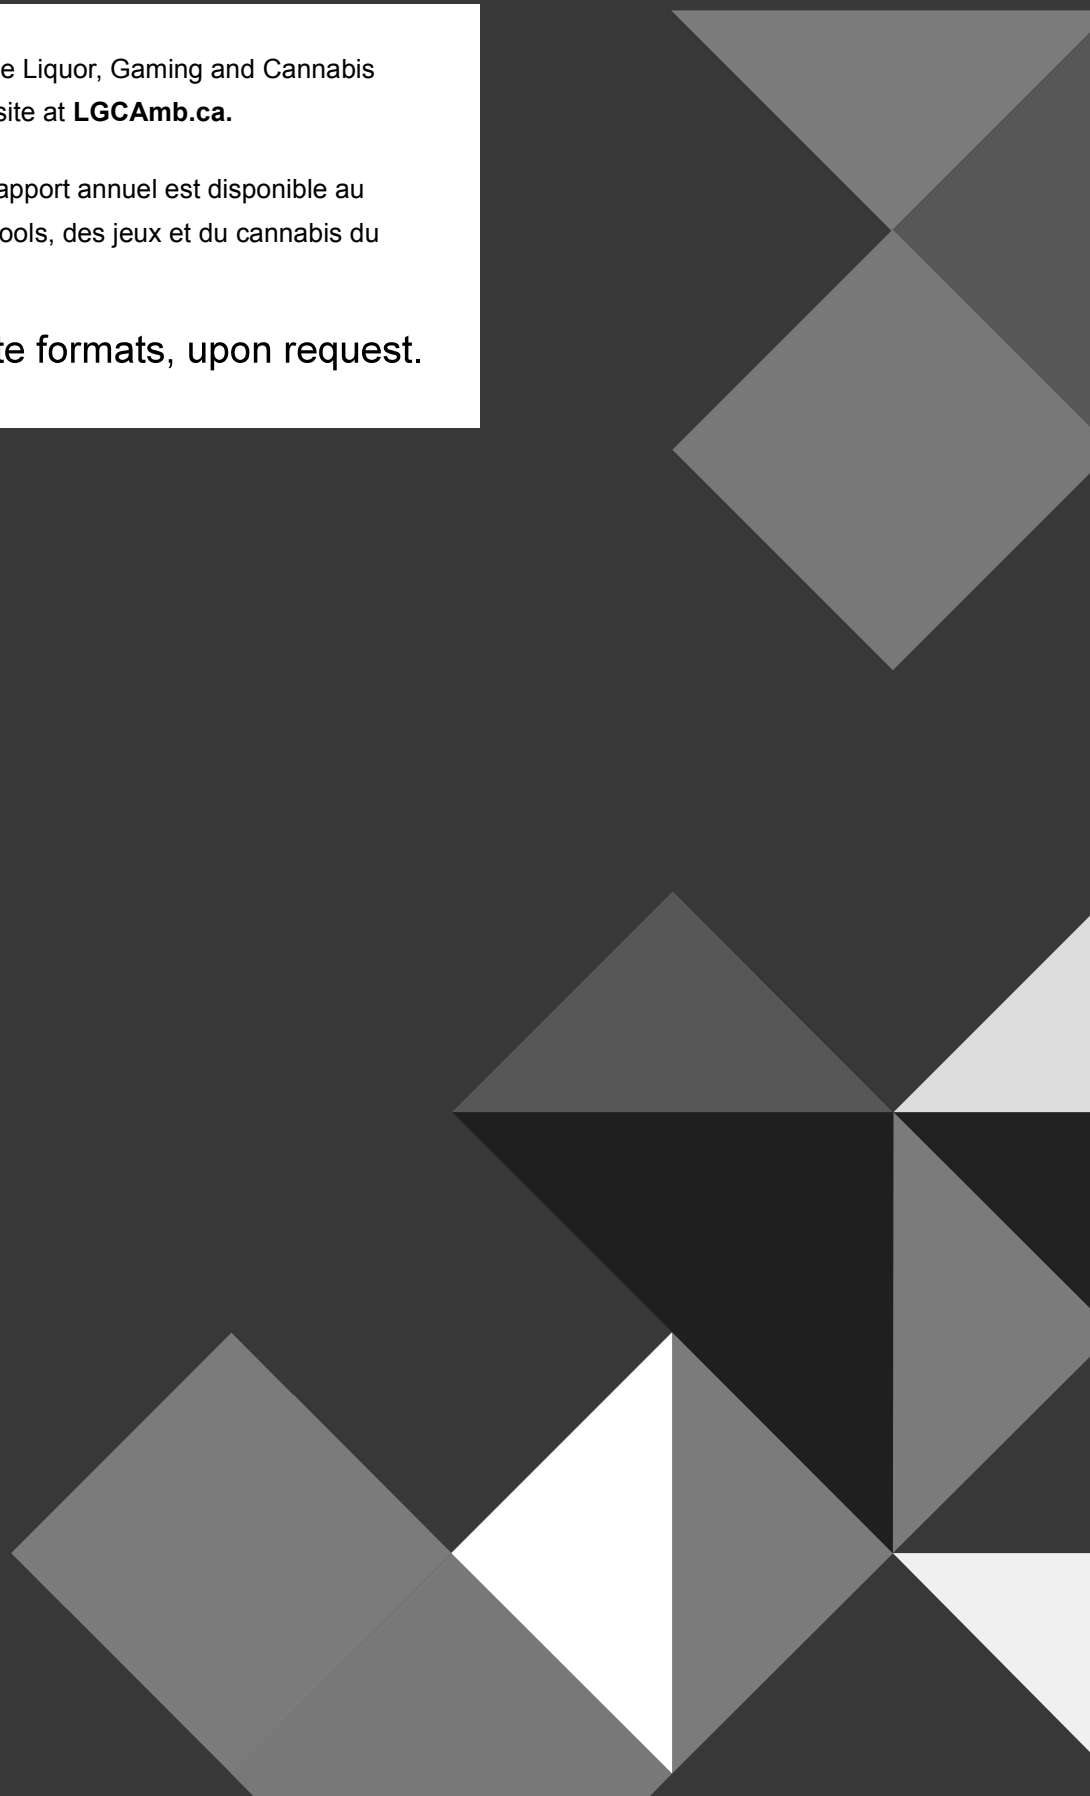 e Liquor, Gaming and Cannabis
site at LGCAmb.ca.
apport annuel est disponible au
ools, des jeux et du cannabis du
te formats, upon request.